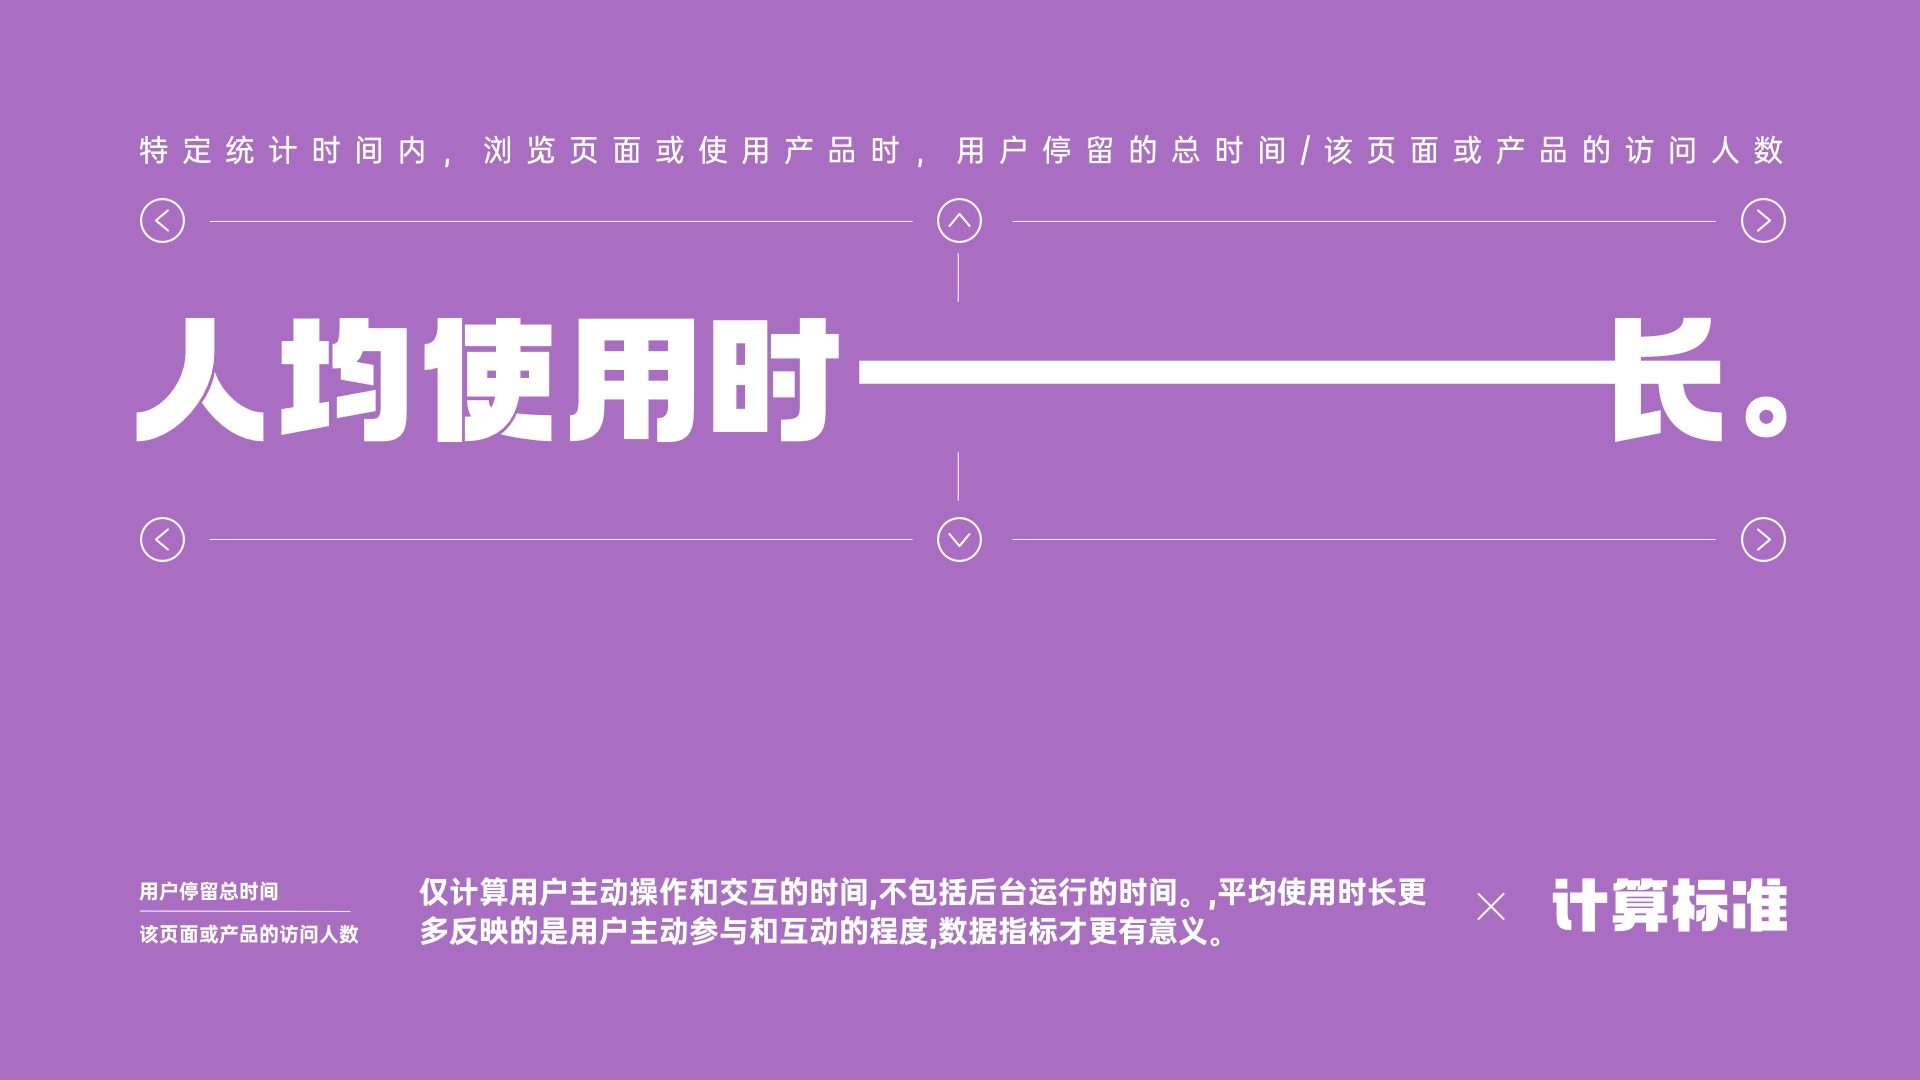 特定统计时间内，浏览页面或使用产品时，用户停留的总时间/该页面或产品的访问人数
人均使用时长。
用户停留总时间
该页面或产品的访问人数
仅计算用户主动操作和交互的时间,不包括后台运行的时间。,平均使用时长更
多反映的是用户主动参与和互动的程度,数据指标才更有意义。
计算标准